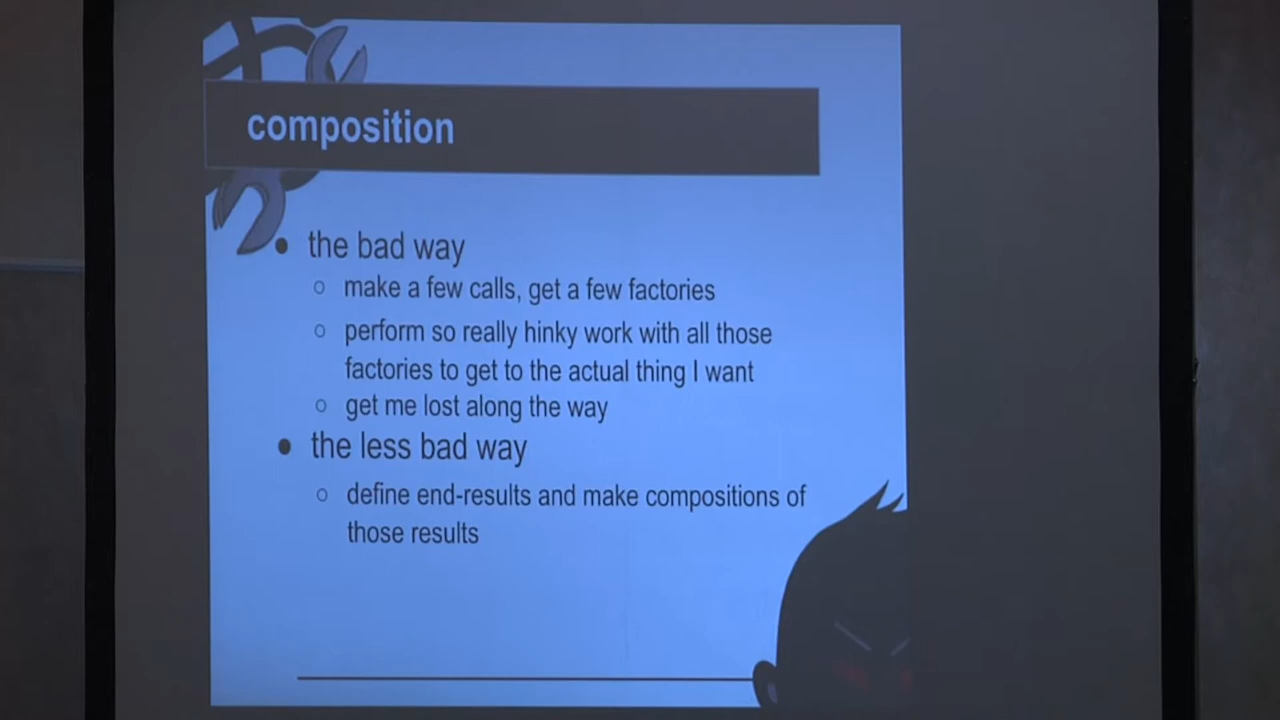 composition
the bad way
make a few calls, get a few factories
perform so really hinky work with all those
factories to get to the actual thing I want
get me lost along the way
the less bad way
define end-results and make compositions of
those results